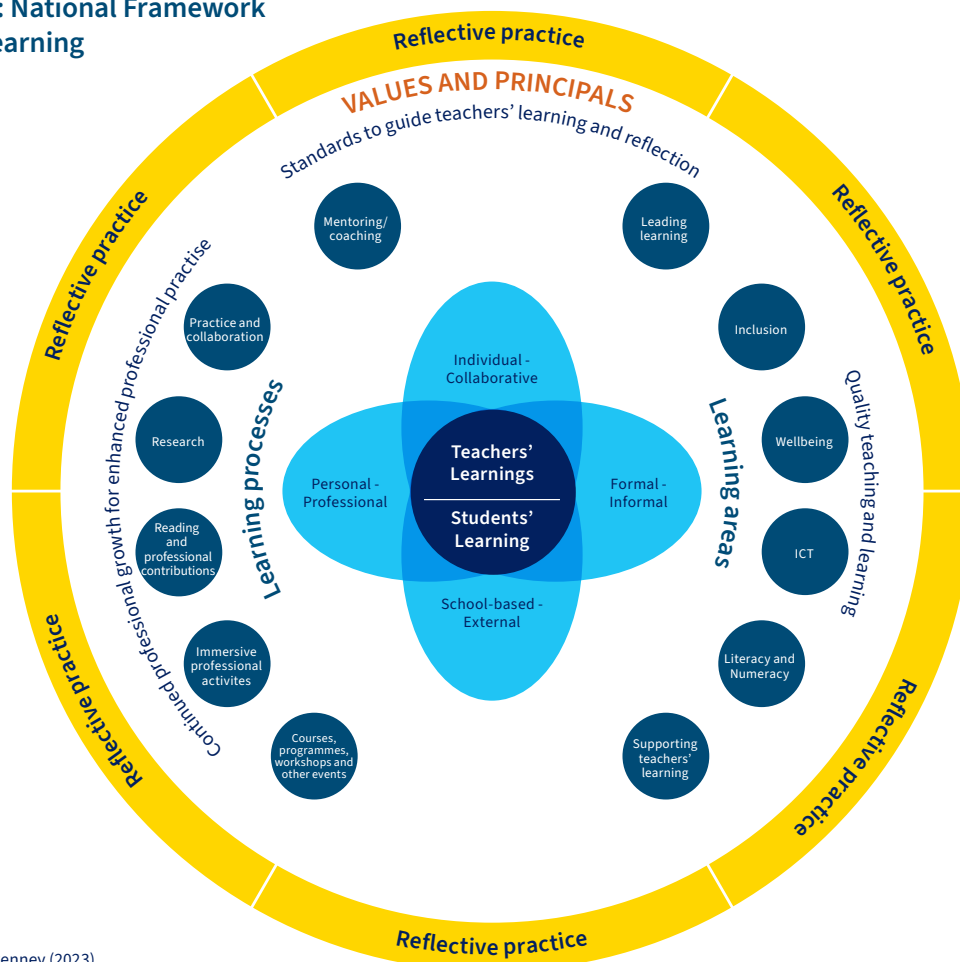 : National Framework
earning
Reflective practice
VALUES AND PRINCIPALS
Standards to guide teachers' learning and reflection
Reflective practice
Reflective practice
Mentoring/
coaching
Leading
learning
Continued professional growth for enhanced professional practise
Practice and
collaboration
Inclusion
Individual -
Collaborative
Learning processes
Learning areas
Quality teaching and learning
Research
Wellbeing
Teachers'
Learnings
Personal -
Professional
Formal -
Informal
Students'
Learning
Reading
and
professional
contributions
ICT
School-based -
External
Immersive
professional
activites
Literacy and
Numeracy
Courses,
programmes,
workshops and
other events
Supporting
teachers'
learning
Reflective practice
Reflective practice
Reflective practice
enney (2023)